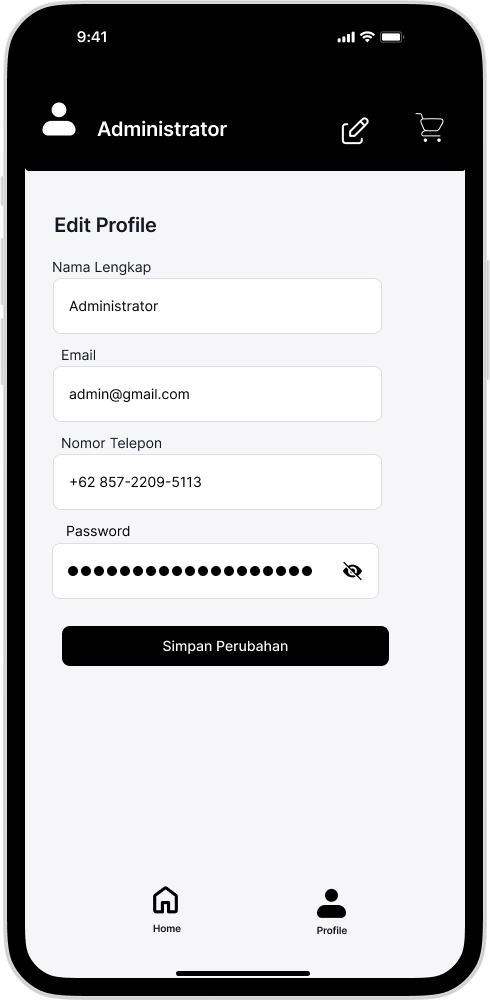 9:41
Administrator
Edit Profile
Nama Lengkap
Administrator
Email
admin@gmail.com
Nomor Telepon
+62 857-2209-5113
Password
●●●●●●●●●●●●●●●●●●●
Simpan Perubahan
Home
Profile